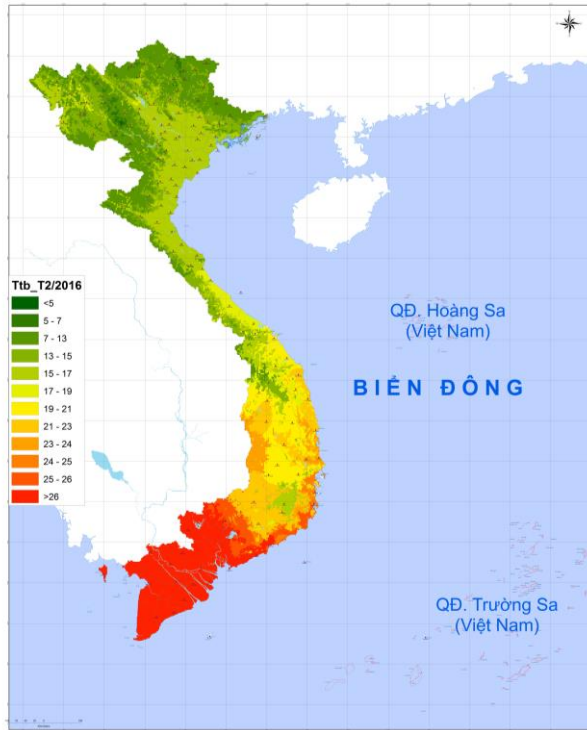 Ttb_T2/2016
<5
5 - 7
7 - 13
13 - 15
15 - 17
17 - 19
19 - 21
21 - 23
23 - 24
24 - 25
25 - 26
>26
QĐ. Hoàng Sa
(Việt Nam)
BIỂN ĐÔNG
QĐ. Trường Sa
(Việt Nam)